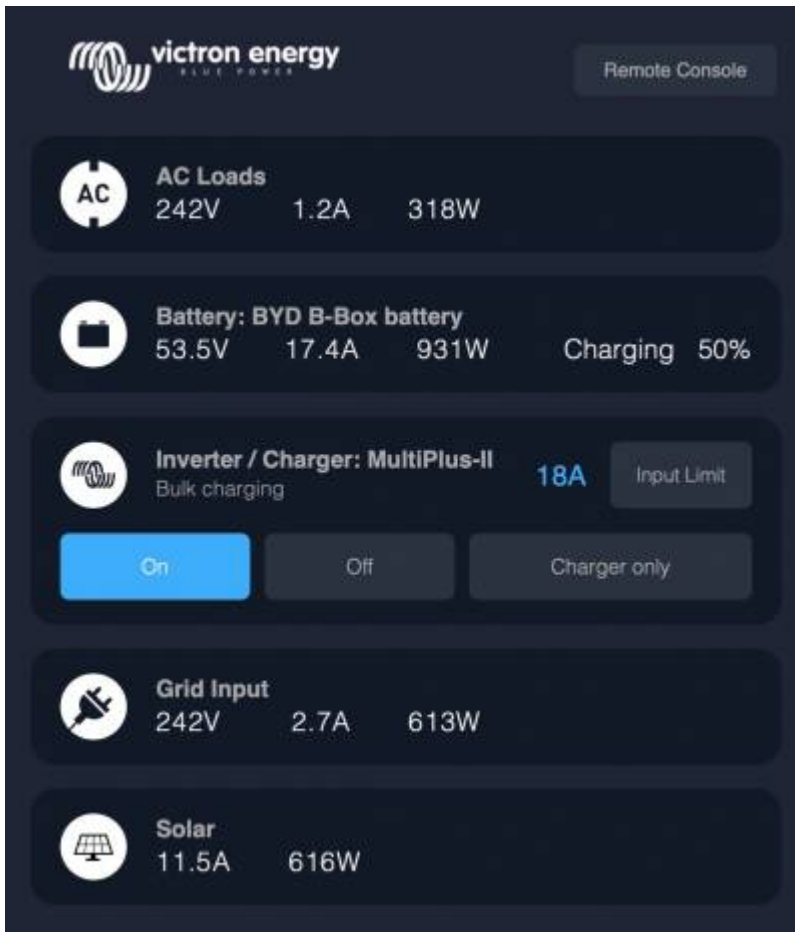 victron energy
BLUE POWER
Remote Console
AC
AC Loads
242V 1.2A 318W
Battery: BYD B-Box battery
53.5V 17.4A 931W Charging 50%
Inverter / Charger: MultiPlus-II
Bulk charging
18A Input Limit
On Off Charger only
Grid Input
242V 2.7A 613W
Solar
11.5A 616W